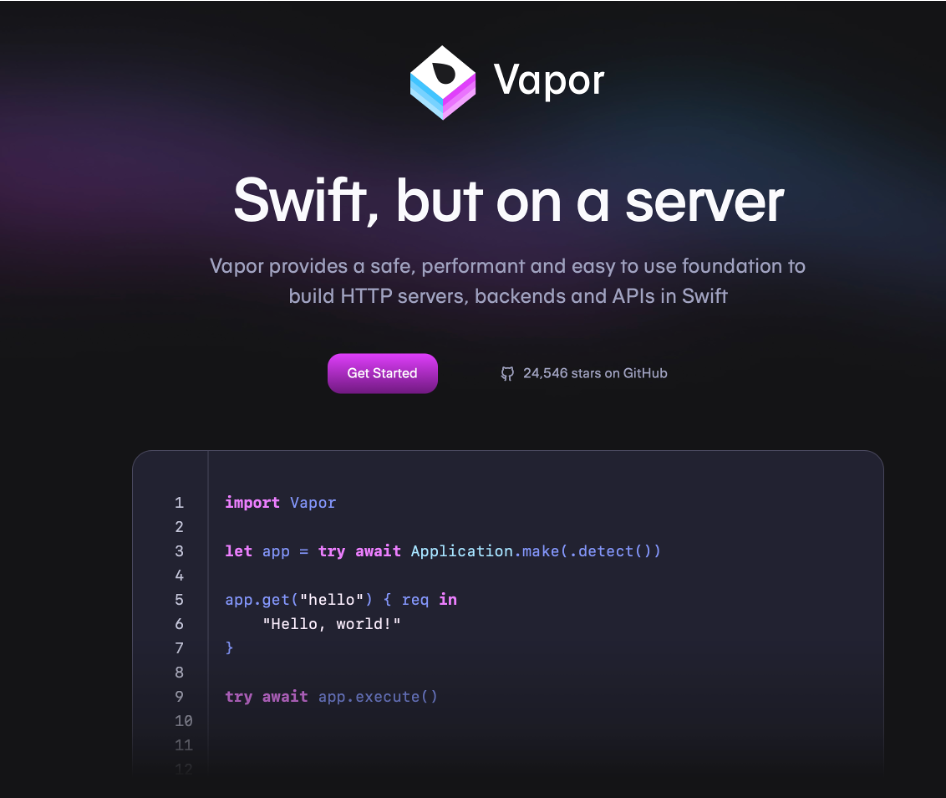 Vapor
Swift, but on a server
Vapor provides a safe, performant and easy to use foundation to
build HTTP servers, backends and APIs in Swift
Get Started
24,546 stars on GitHub
1 import Vapor
2
3 let app = try await Application.make(.detect())
4
5 app.get("hello") { req in
6     "Hello, world!"
7 }
8
9 try await app.execute()
10
11
12